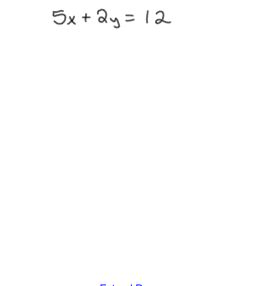 5x + 2y = 12